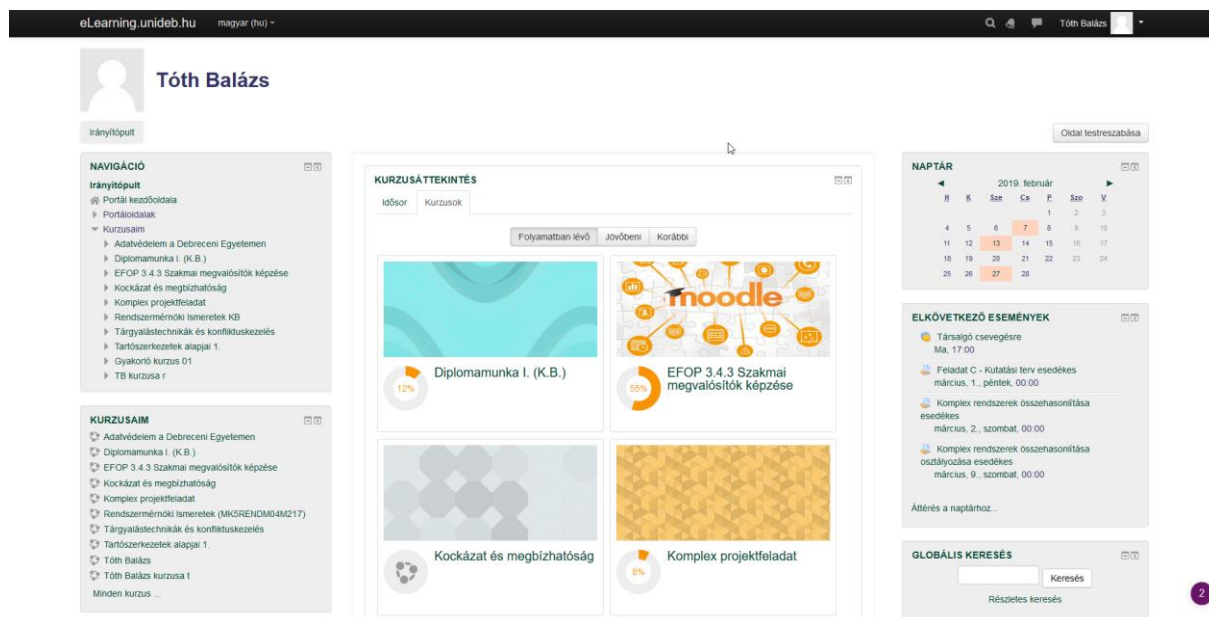 eLearning.unideb.hu magyar (hu)
Tóth Balázs
Tóth Balázs
Irányítópult
Oldal testreszabása
NAVIGÁCIÓ
Irányítópult
Portál kezdőoldala
Portáloldalak
Kurzusaim
Adatvédelem a Debreceni Egyetemen
Diplomamunka I. (K.B.)
EFOP 3.4.3 Szakmai megvalósítók képzése
Kockázat és megbízhatóság
Komplex projektfeladat
Rendszermérnöki ismeretek KB
Tárgyalástechnikák és konfliktuskezelés
Tartószerkezetek alapjai 1.
Gyakorló kurzus 01
TB kurzusa r
KURZUSAIM
Adatvédelem a Debreceni Egyetemen
Diplomamunka I. (K.B.)
EFOP 3.4.3 Szakmai megvalósítók képzése
Kockázat és megbízhatóság
Komplex projektfeladat
Rendszermérnöki ismeretek (MK5RENDM04M217)
Tárgyalástechnikák és konfliktuskezelés
Tartószerkezetek alapjai 1.
Tóth Balázs
Tóth Balázs kurzusa t
Minden kurzus ...
KURZUSÁTTEKINTÉS
Idősor Kurzusok
Folyamatban lévő Jövőbeni Korábbi
moodle
12% Diplomamunka I. (K.B.)
55% EFOP 3.4.3 Szakmai
megvalósítók képzése
Kockázat és megbízhatóság
8% Komplex projektfeladat
NAPTÁR
◄ 2019. február ►
H K Sze Cs P Szo V
1 2 3
4 5 6 7 8 9 10
11 12 13 14 15 16 17
18 19 20 21 22 23 24
25 26 27 28
ELKÖVETKEZŐ ESEMÉNYEK
Társalgó csevegésre
Ma, 17:00
Feladat C - Kutatási terv esedékes
március, 1., péntek, 00:00
Komplex rendszerek összehasonlítása
esedékes
március, 2., szombat, 00:00
Komplex rendszerek összehasonlítása
osztályozása esedékes
március, 9., szombat, 00:00
Áttérés a naptárhoz...
GLOBÁLIS KERESÉS
Keresés
Részletes keresés
2